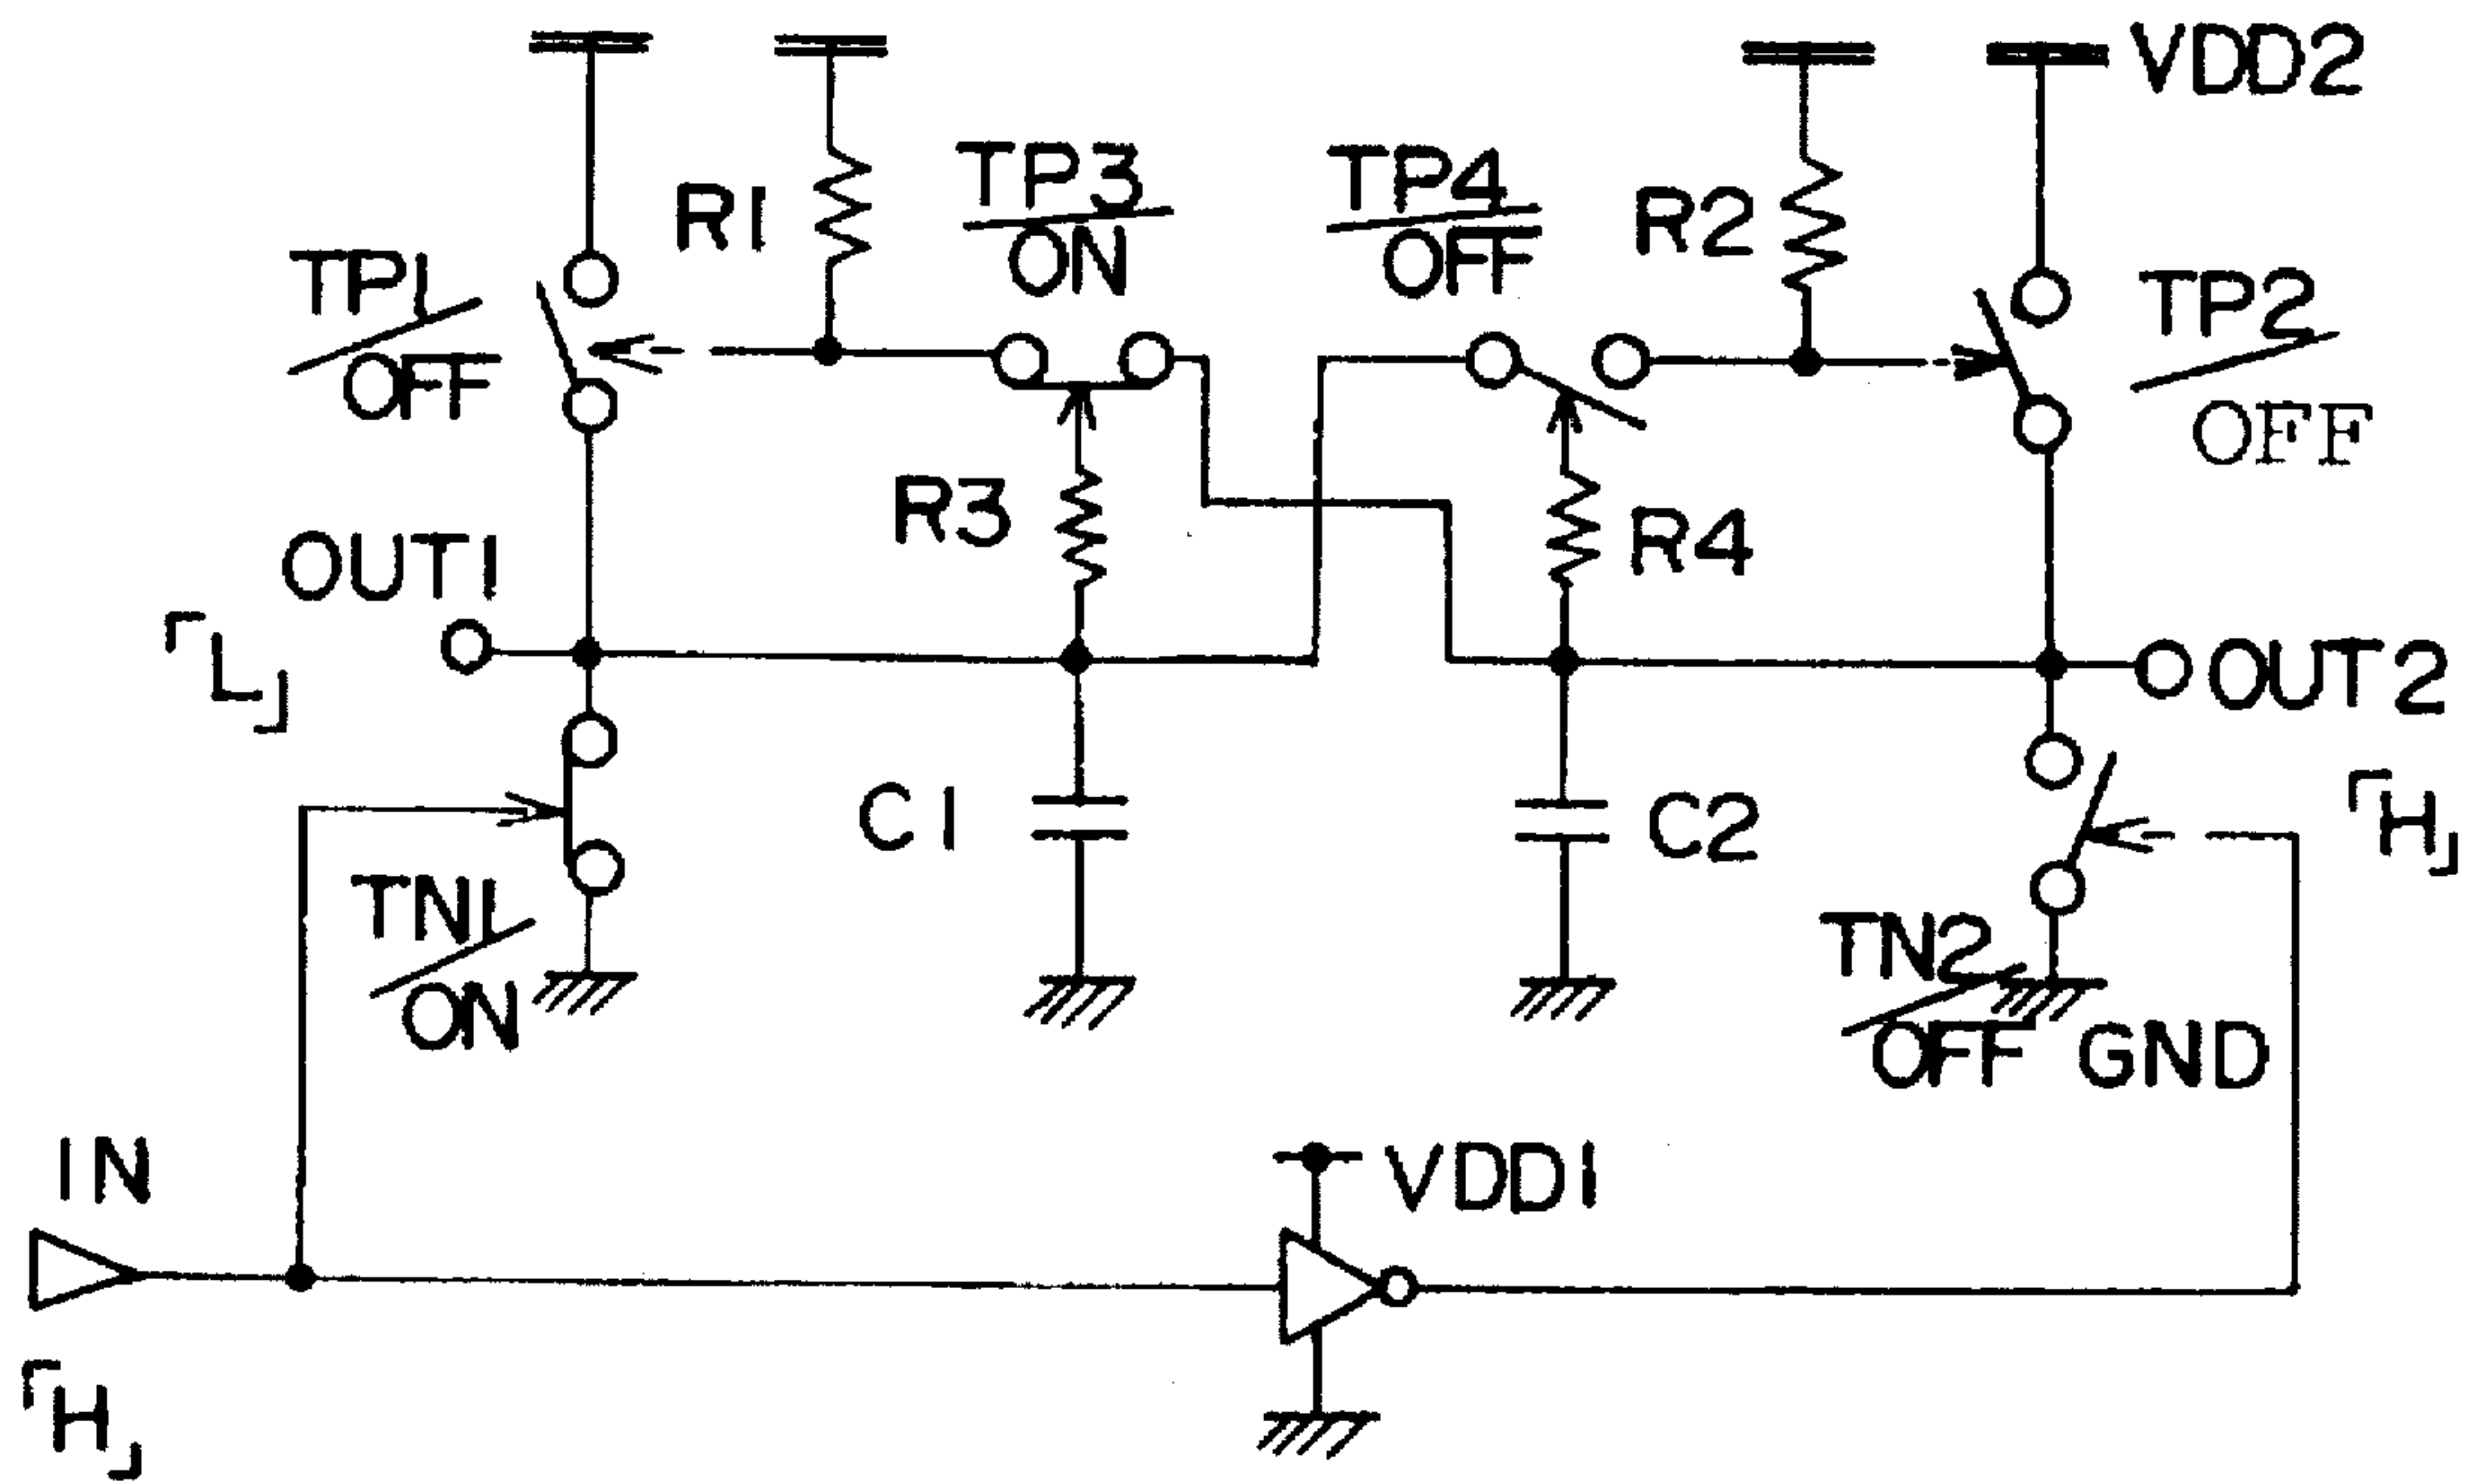 VDD2
TP3
ON
TP4
OFF
R1
R2
TP1
OFF
TP2
OFF
R3
R4
OUT1
「L」
OUT2
「H」
C1
C2
TN1
ON
TN2
OFF
GND
IN
VDD1
「H」